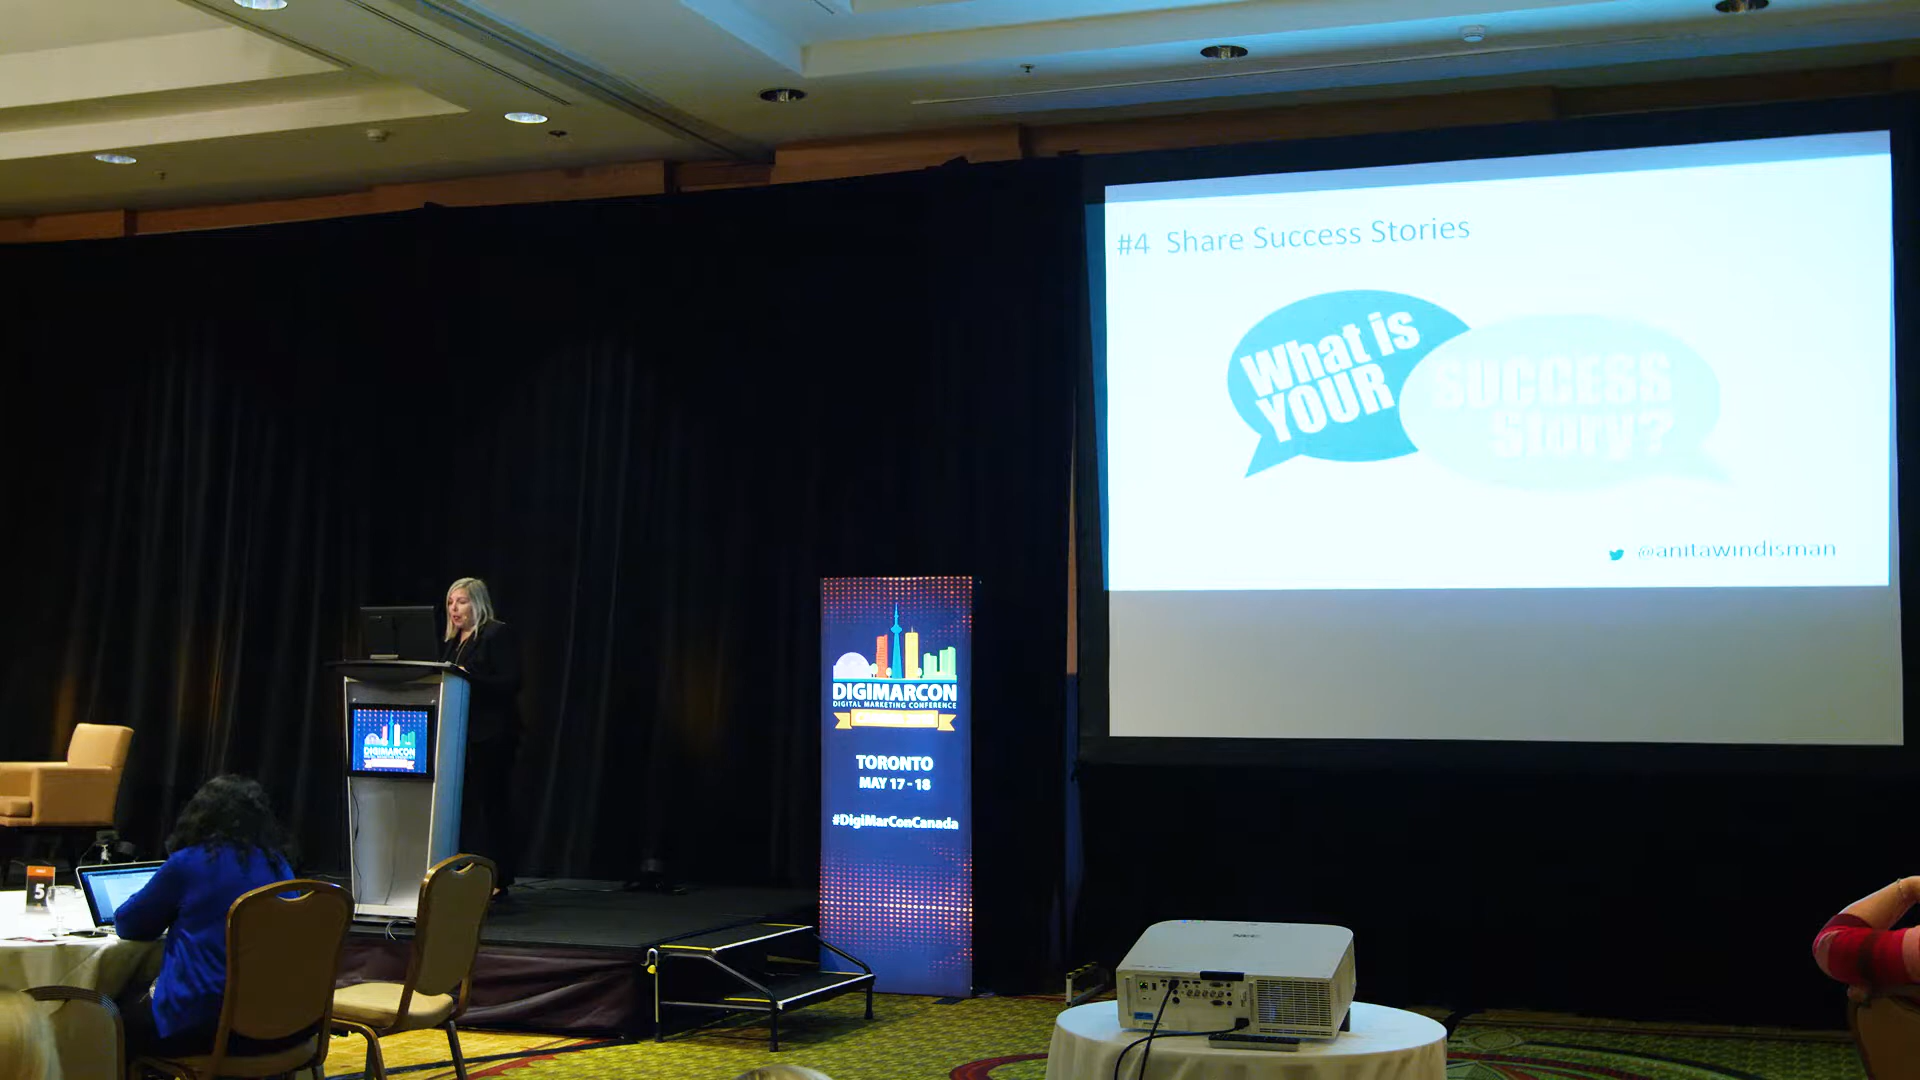 #4 Share Success Stories
What is
YOUR
SUCCESS
Story?
@anitawindisman
DIGIMARCON
DIGITAL MARKETING CONFERENCE
TORONTO
MAY 17 - 18
#DigiMarConCanada
DIGIMARCON
5
NEC